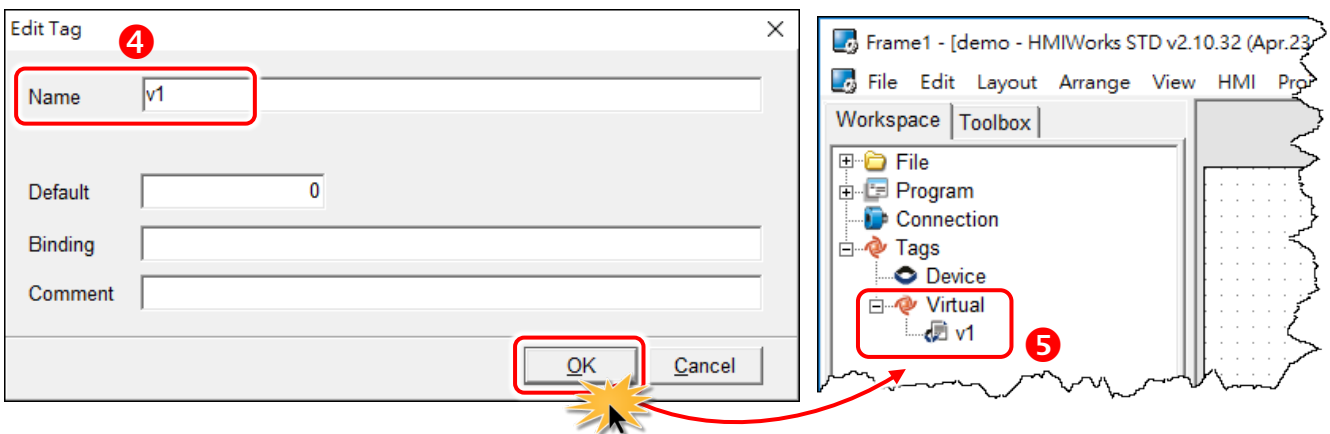 Edit Tag
4
Name v1
Default 0
Binding
Comment
OK Cancel
Frame1 - [demo - HMIWorks STD v2.10.32 (Apr.23
File Edit Layout Arrange View HMI
Workspace Toolbox
File
Program
Connection
Tags
Device
Virtual
v1
5